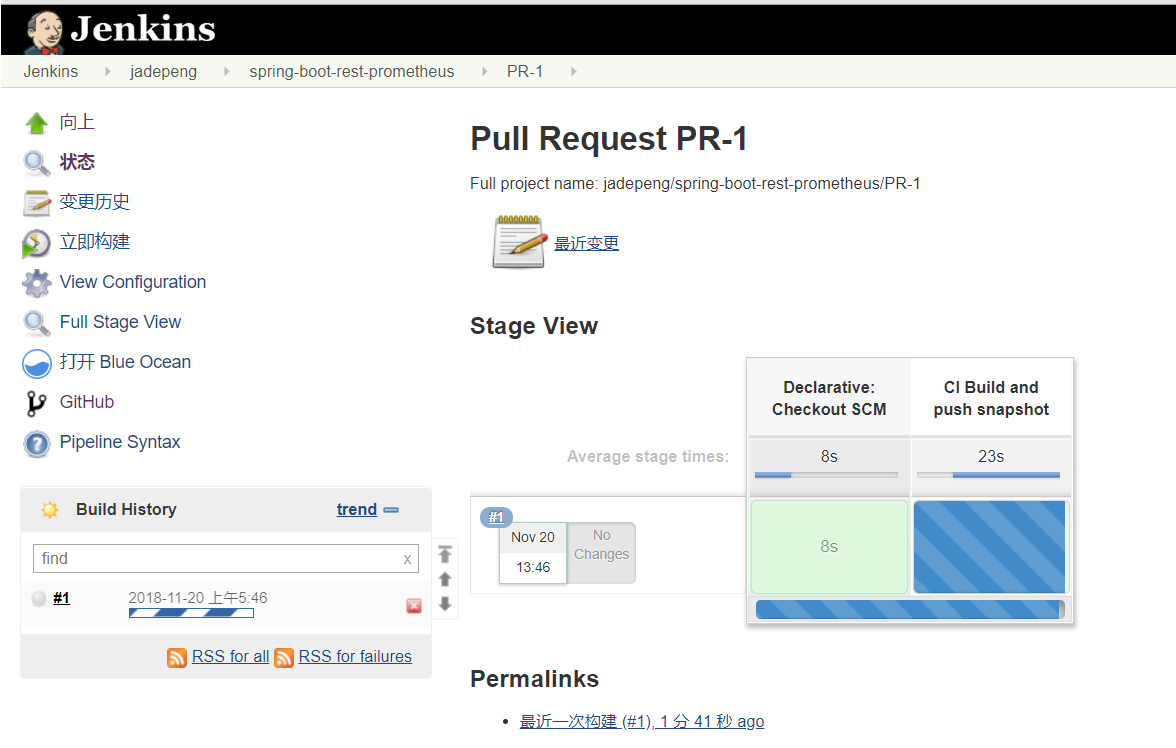 Jenkins
Jenkins jadepeng spring-boot-rest-prometheus PR-1
向上
状态
变更历史
立即构建
View Configuration
Full Stage View
打开 Blue Ocean
GitHub
Pipeline Syntax
Build History trend
find x
#1 2018-11-20 上午5:46
RSS for all RSS for failures
Pull Request PR-1
Full project name: jadepeng/spring-boot-rest-prometheus/PR-1
最近变更
Stage View
Declarative:
Checkout SCM
CI Build and
push snapshot
Average stage times:
8s 23s
#1
Nov 20
13:46
No
Changes
8s
Permalinks
最近一次构建 (#1), 1 分 41 秒 ago